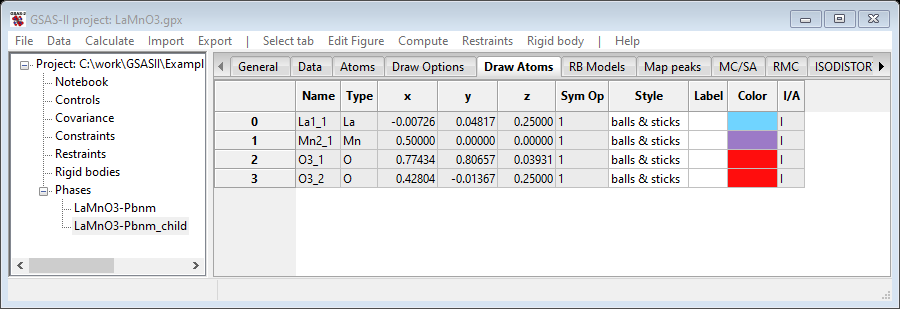 GSAS-II project: LaMnO3.gpx
File Data Calculate Import Export | Select tab Edit Figure Compute Restraints Rigid body | Help
Project: C:\work\GSASII\Exampl
Notebook
Controls
Covariance
Constraints
Restraints
Rigid bodies
Phases
LaMnO3-Pbnm
LaMnO3-Pbnm_child
General Data Atoms Draw Options Draw Atoms RB Models Map peaks MC/SA RMC ISODISTORT
Name Type x y z Sym Op Style Label Color I/A
0 La1_1 La -0.00726 0.04817 0.25000 1 balls & sticks I
1 Mn2_1 Mn 0.50000 0.00000 0.00000 1 balls & sticks I
2 O3_1 O 0.77434 0.80657 0.03931 1 balls & sticks I
3 O3_2 O 0.42804 -0.01367 0.25000 1 balls & sticks I